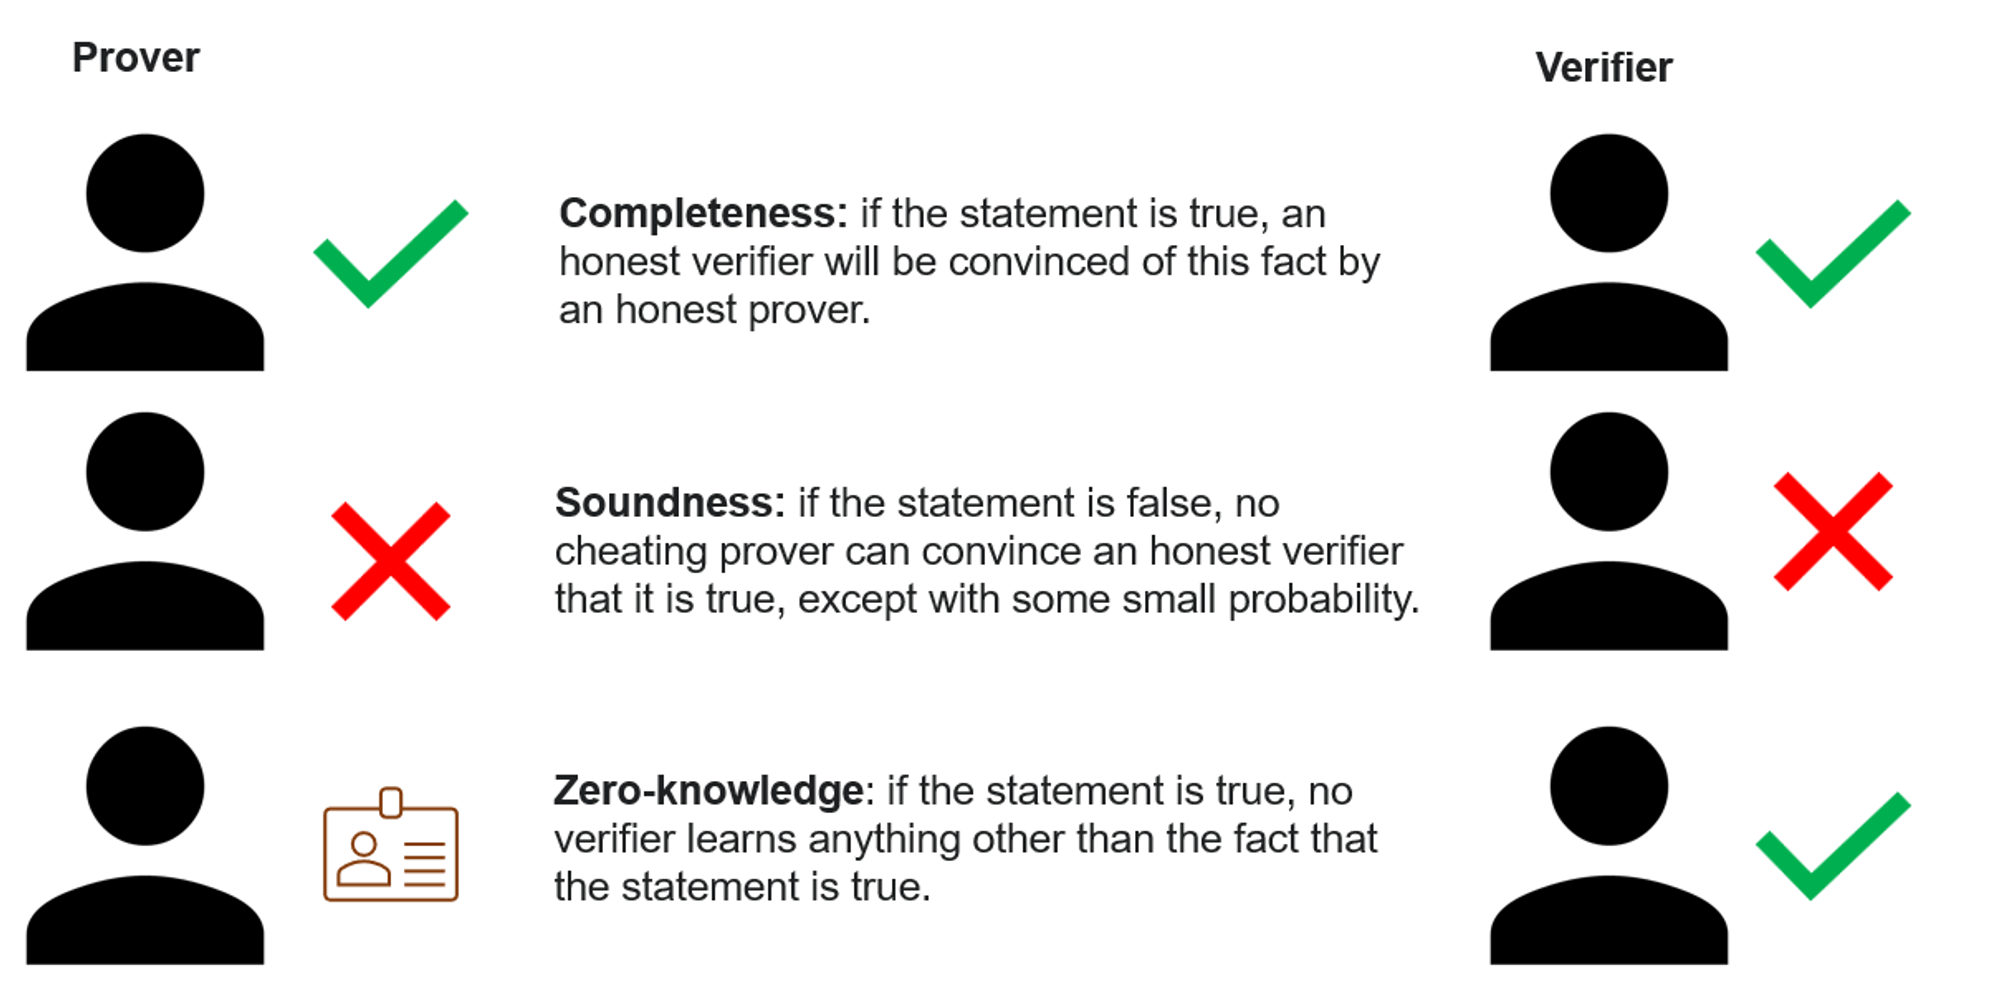 Prover
Verifier
Completeness: if the statement is true, an
honest verifier will be convinced of this fact by
an honest prover.
Soundness: if the statement is false, no
cheating prover can convince an honest verifier
that it is true, except with some small probability.
Zero-knowledge: if the statement is true, no
verifier learns anything other than the fact that
the statement is true.